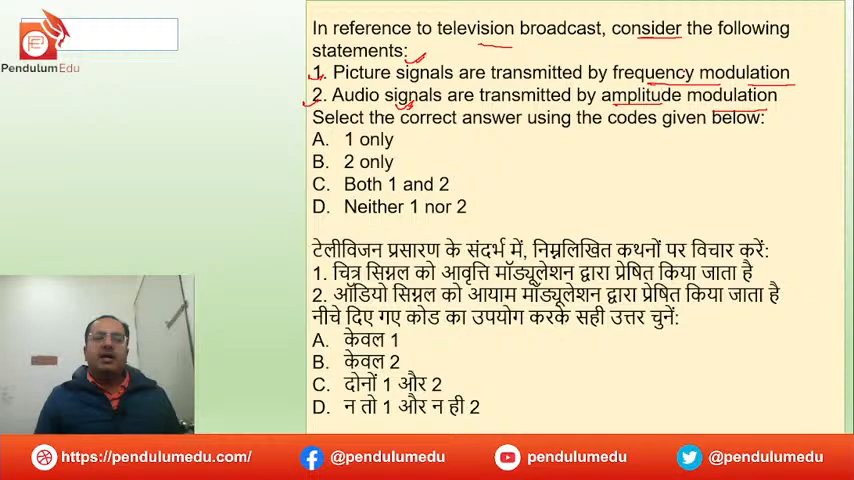 PendulumEdu
In reference to television broadcast, consider the following
statements:
1. Picture signals are transmitted by frequency modulation
2. Audio signals are transmitted by amplitude modulation
Select the correct answer using the codes given below:
A. 1 only
B. 2 only
C. Both 1 and 2
D. Neither 1 nor 2
टेलीविजन प्रसारण के संदर्भ में, निम्नलिखित कथनों पर विचार करें:
1. चित्र सिग्नल को आवृत्ति मॉड्यूलेशन द्वारा प्रेषित किया जाता है
2. ऑडियो सिग्नल को आयाम मॉड्यूलेशन द्वारा प्रेषित किया जाता है
नीचे दिए गए कोड का उपयोग करके सही उत्तर चुनें:
A. केवल 1
B. केवल 2
C. दोनों 1 और 2
D. न तो 1 और न ही 2
https://pendulumedu.com/ @pendulumedu pendulumedu @pendulumedu